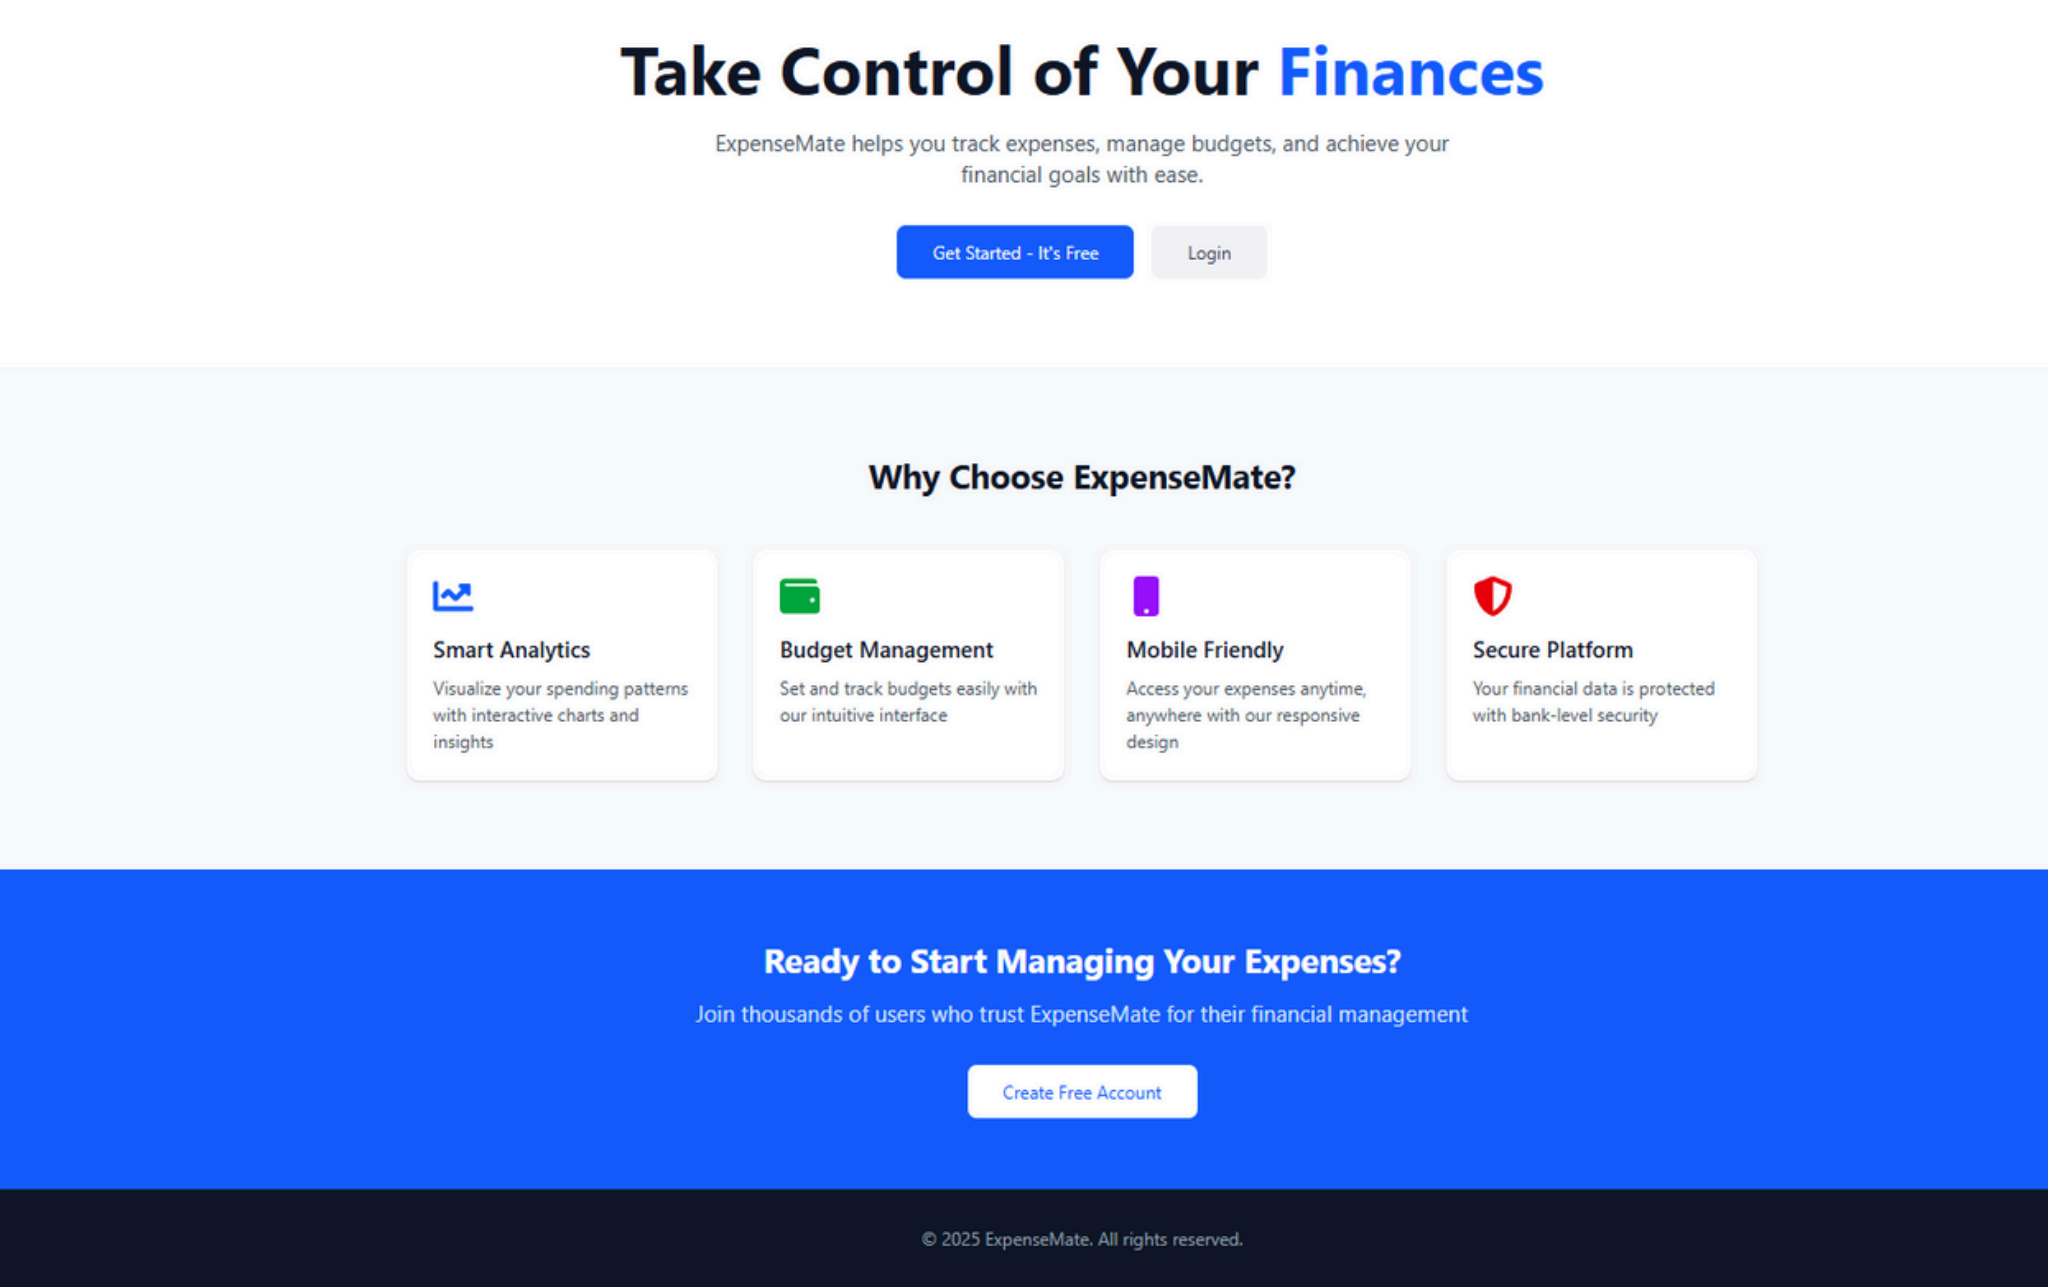 Take Control of Your Finances
ExpenseMate helps you track expenses, manage budgets, and achieve your
financial goals with ease.
Get Started - It's Free
Login
Why Choose ExpenseMate?
Smart Analytics
Visualize your spending patterns
with interactive charts and
insights
Budget Management
Set and track budgets easily with
our intuitive interface
Mobile Friendly
Access your expenses anytime,
anywhere with our responsive
design
Secure Platform
Your financial data is protected
with bank-level security
Ready to Start Managing Your Expenses?
Join thousands of users who trust ExpenseMate for their financial management
Create Free Account
© 2025 ExpenseMate. All rights reserved.